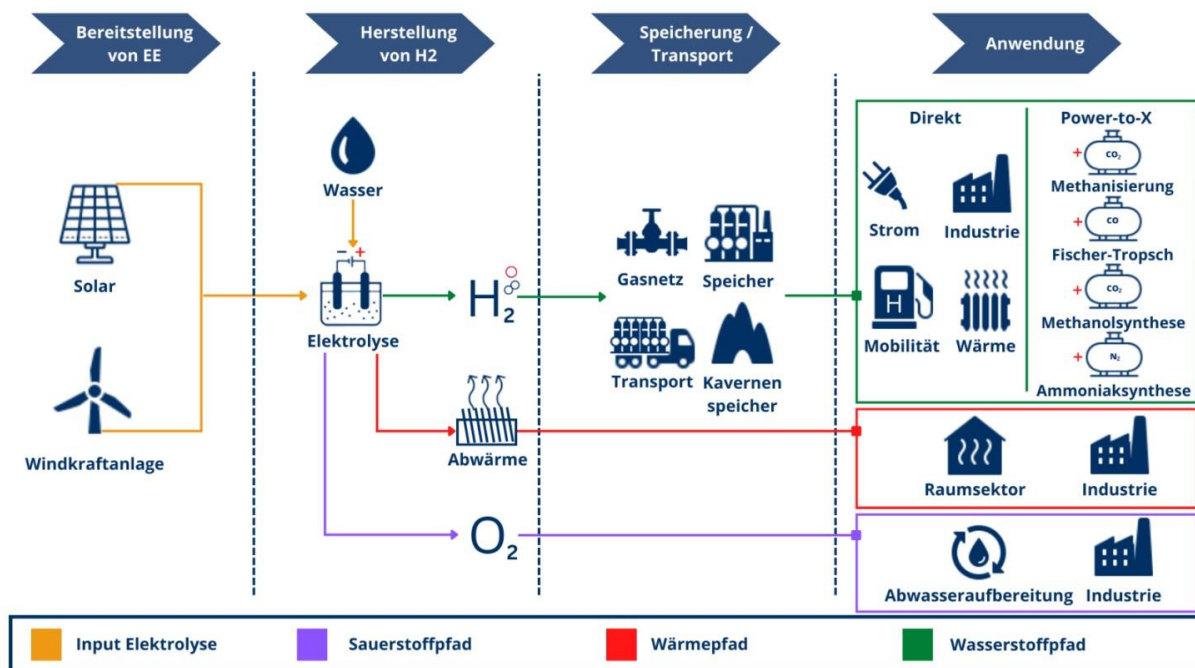 Bereitstellung
von EE
Herstellung
von H2
Speicherung /
Transport
Anwendung
Direkt
Power-to-X
Wasser
+ CO₂
Methanisierung
Strom
Industrie
+ CO
Fischer-Tropsch
Solar
− +
Elektrolyse
H₂
Gasnetz
Speicher
H
Mobilität
Wärme
+ CO₂
Methanolsynthese
+ N₂
Ammoniaksynthese
Transport
Kavernen
speicher
Windkraftanlage
Abwärme
Raumsektor
Industrie
O₂
Abwasseraufbereitung
Industrie
Input Elektrolyse
Sauerstoffpfad
Wärmepfad
Wasserstoffpfad